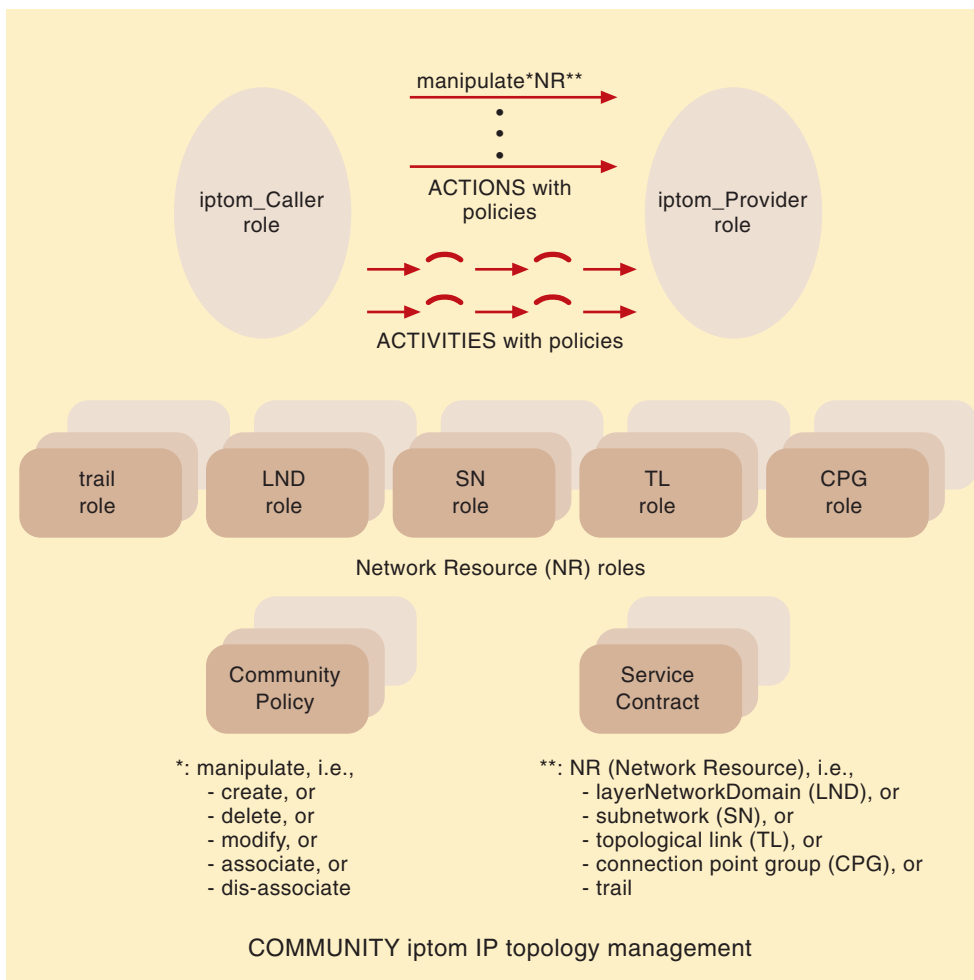 manipulate*NR**
iptom_Caller
role
iptom_Provider
role
ACTIONS with
policies
ACTIVITIES with policies
trail
role
LND
role
SN
role
TL
role
CPG
role
Network Resource (NR) roles
Community
Policy
Service
Contract
*: manipulate, i.e.,
- create, or
- delete, or
- modify, or
- associate, or
- dis-associate
**: NR (Network Resource), i.e.,
- layerNetworkDomain (LND), or
- subnetwork (SN), or
- topological link (TL), or
- connection point group (CPG), or
- trail
COMMUNITY iptom IP topology management